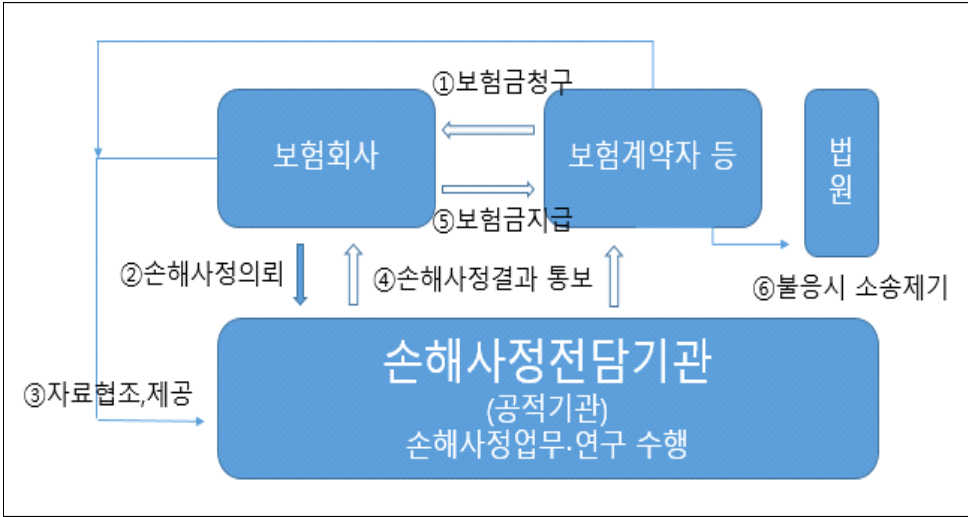 ①보험금청구
보험회사
보험계약자 등
법원
⑤보험금지급
②손해사정의뢰
④손해사정결과 통보
⑥불응시 소송제기
손해사정전담기관
(공적기관)
손해사정업무·연구 수행
③자료협조,제공